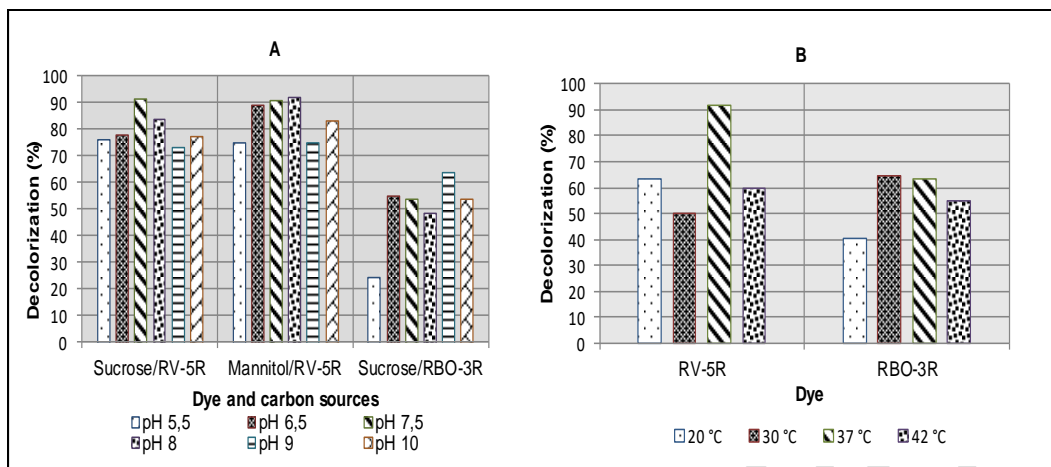 A
Decolorization (%)
100
90
80
70
60
50
40
30
20
10
0
Sucrose/RV-5R Mannitol/RV-5R Sucrose/RBO-3R
Dye and carbon sources
pH 5,5 pH 6,5 pH 7,5
pH 8 pH 9 pH 10
B
Decolorization (%)
100
90
80
70
60
50
40
30
20
10
0
RV-5R RBO-3R
Dye
20 °C 30 °C 37 °C 42 °C